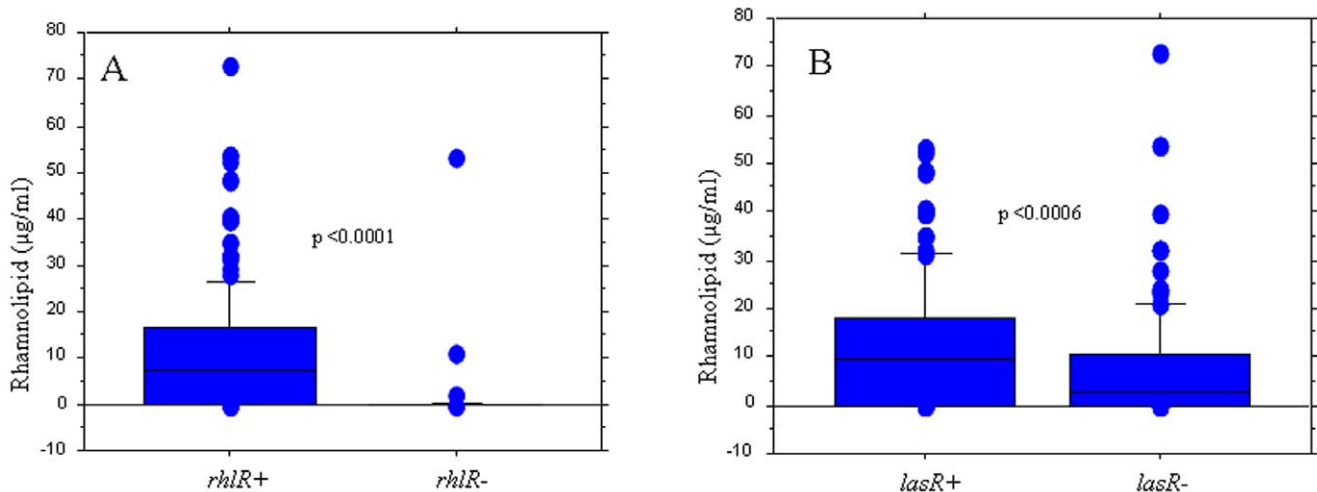 A
Rhamnolipid (µg/ml)
80
70
60
50
40
30
20
10
0
-10
p <0.0001
rhlR+ rhlR-
B
Rhamnolipid (µg/ml)
80
70
60
50
40
30
20
10
0
-10
p <0.0006
lasR+ lasR-